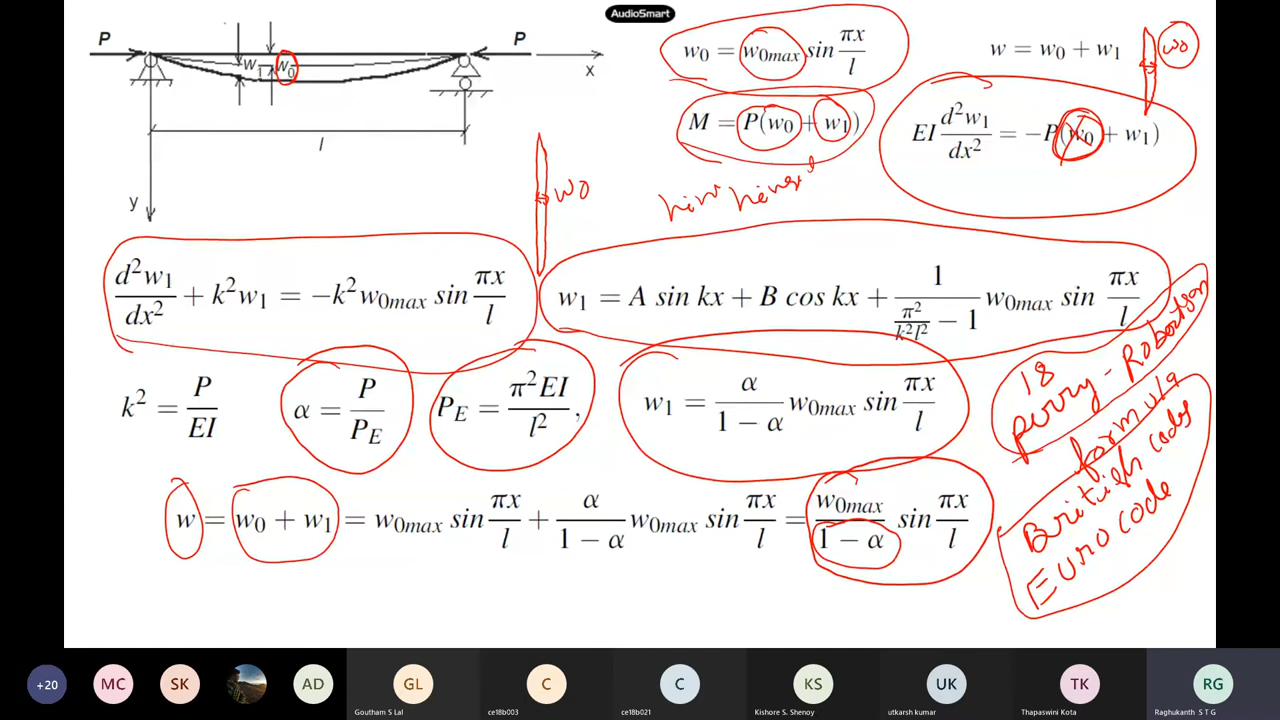 AudioSmart
P
P
w₁
w₀
x
l
y
w₀ = w₀ₘₐₓ sin πx/l
w = w₀ + w₁
w₀
M = P(w₀ + w₁)
EI d²w₁/dx² = −P(w₀ + w₁)
w0
d²w₁/dx² + k²w₁ = −k²w₀ₘₐₓ sin πx/l
w₁ = A sin kx + B cos kx + 1/(π²/(k²l²) − 1) w₀ₘₐₓ sin πx/l
k² = P/EI
α = P/P_E
P_E = π²EI/l²,
w₁ = α/(1 − α) w₀ₘₐₓ sin πx/l
18
Perry - Robertson
formula
w = w₀ + w₁ = w₀ₘₐₓ sin πx/l + α/(1 − α) w₀ₘₐₓ sin πx/l = w₀ₘₐₓ/(1 − α) sin πx/l
British codes
Euro code
+20
MC
SK
AD
GL
Goutham S Lal
C
ce18b003
C
ce18b021
KS
Kishore S. Shenoy
UK
utkarsh kumar
TK
Thapaswini Kota
RG
Raghukanth S T G